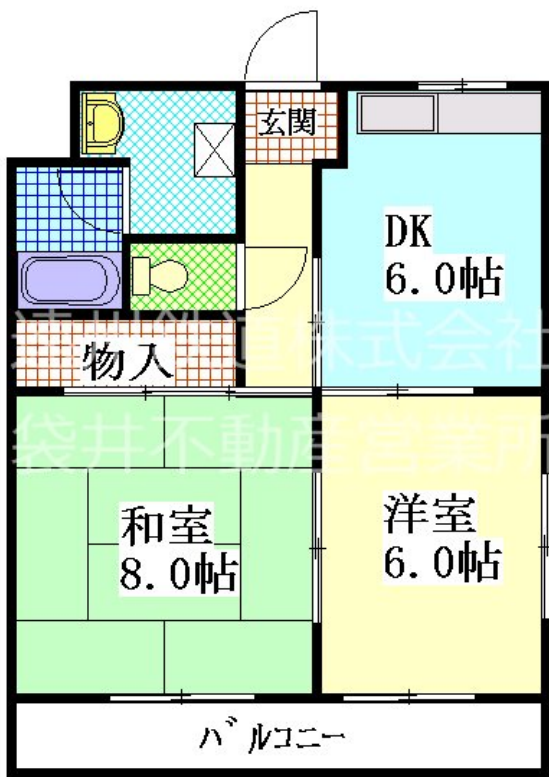 玄関
DK
6.0帖
物入
遠州鉄道株式会社
袋井不動産営業所
和室
8.0帖
洋室
6.0帖
バルコニー